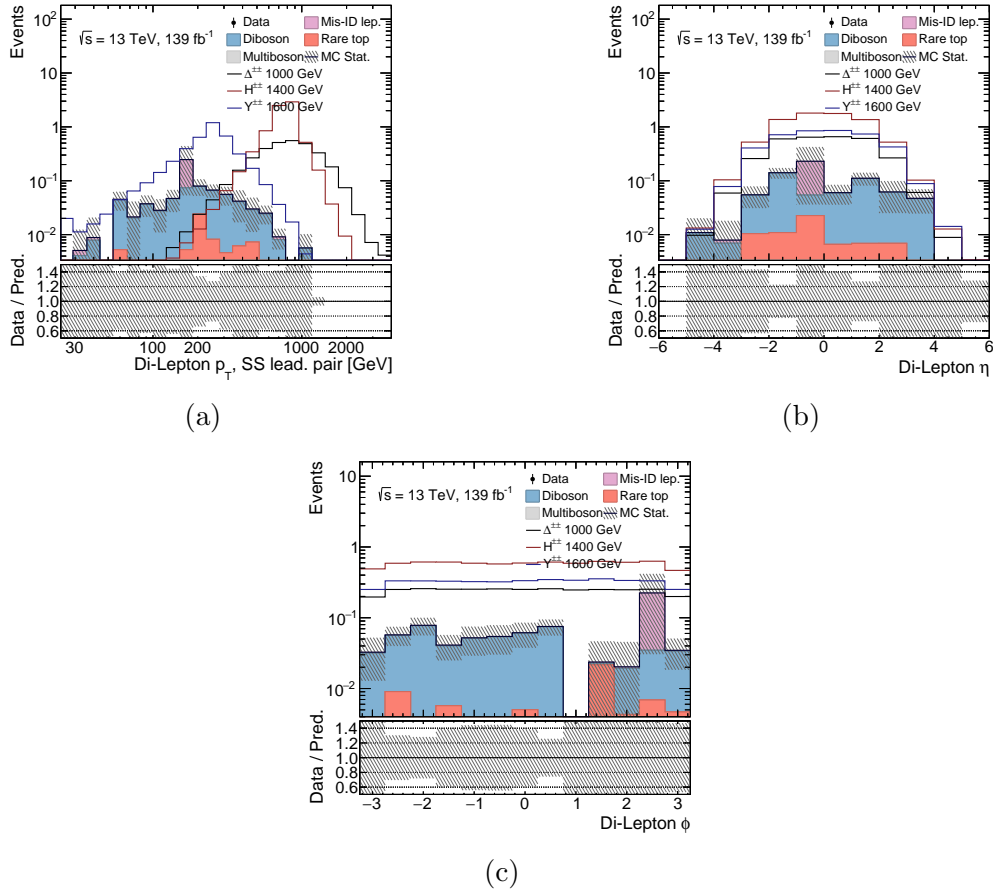 Events
10²
10
1
10⁻¹
10⁻²
√s = 13 TeV, 139 fb⁻¹
Data
Mis-ID lep.
Diboson
Rare top
Multiboson
MC Stat.
Δ±± 1000 GeV
H±± 1400 GeV
Y±± 1600 GeV
Data / Pred.
1.4
1.2
1.0
0.8
0.6
30 100 200 1000 2000
Di-Lepton p_T, SS lead. pair [GeV]
(a)
Events
10²
10
1
10⁻¹
10⁻²
√s = 13 TeV, 139 fb⁻¹
Data
Mis-ID lep.
Diboson
Rare top
Multiboson
MC Stat.
Δ±± 1000 GeV
H±± 1400 GeV
Y±± 1600 GeV
Data / Pred.
1.4
1.2
1.0
0.8
0.6
−6 −4 −2 0 2 4 6
Di-Lepton η
(b)
Events
10
1
10⁻¹
10⁻²
√s = 13 TeV, 139 fb⁻¹
Data
Mis-ID lep.
Diboson
Rare top
Multiboson
MC Stat.
Δ±± 1000 GeV
H±± 1400 GeV
Y±± 1600 GeV
Data / Pred.
1.4
1.2
1.0
0.8
0.6
−3 −2 −1 0 1 2 3
Di-Lepton ϕ
(c)